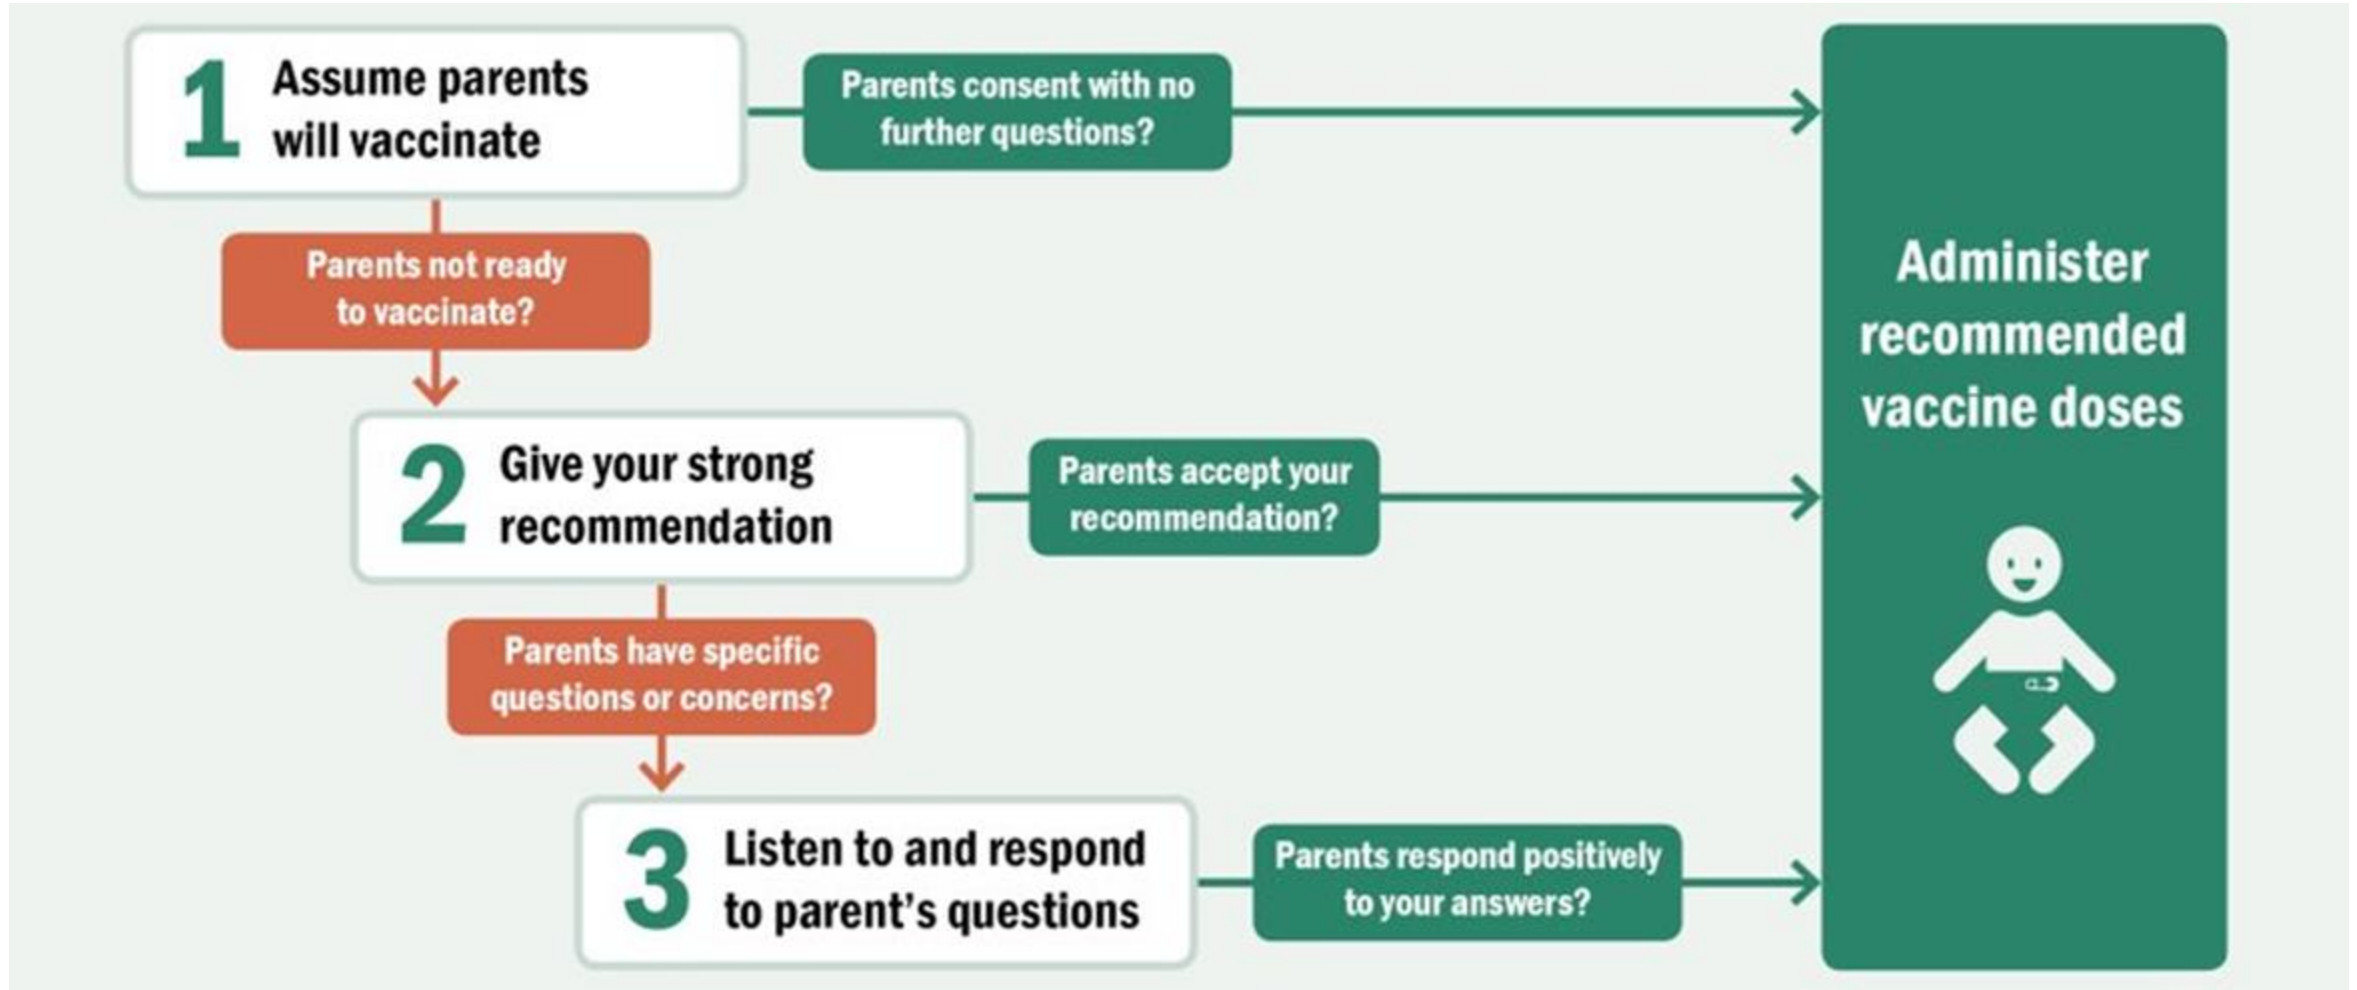 1 Assume parents
will vaccinate
Parents consent with no
further questions?
Parents not ready
to vaccinate?
2 Give your strong
recommendation
Parents accept your
recommendation?
Parents have specific
questions or concerns?
3 Listen to and respond
to parent’s questions
Parents respond positively
to your answers?
Administer
recommended
vaccine doses